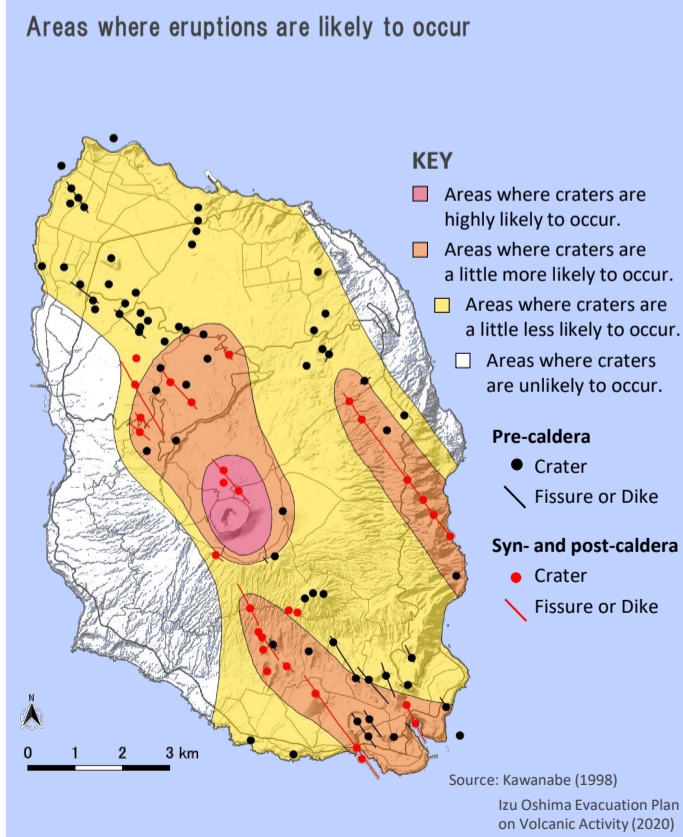 Areas where eruptions are likely to occur
KEY
Areas where craters are
highly likely to occur.
Areas where craters are
a little more likely to occur.
Areas where craters are
a little less likely to occur.
Areas where craters
are unlikely to occur.
Pre-caldera
Crater
Fissure or Dike
Syn- and post-caldera
Crater
Fissure or Dike
N
0 1 2 3 km
Source: Kawanabe (1998)
Izu Oshima Evacuation Plan
on Volcanic Activity (2020)